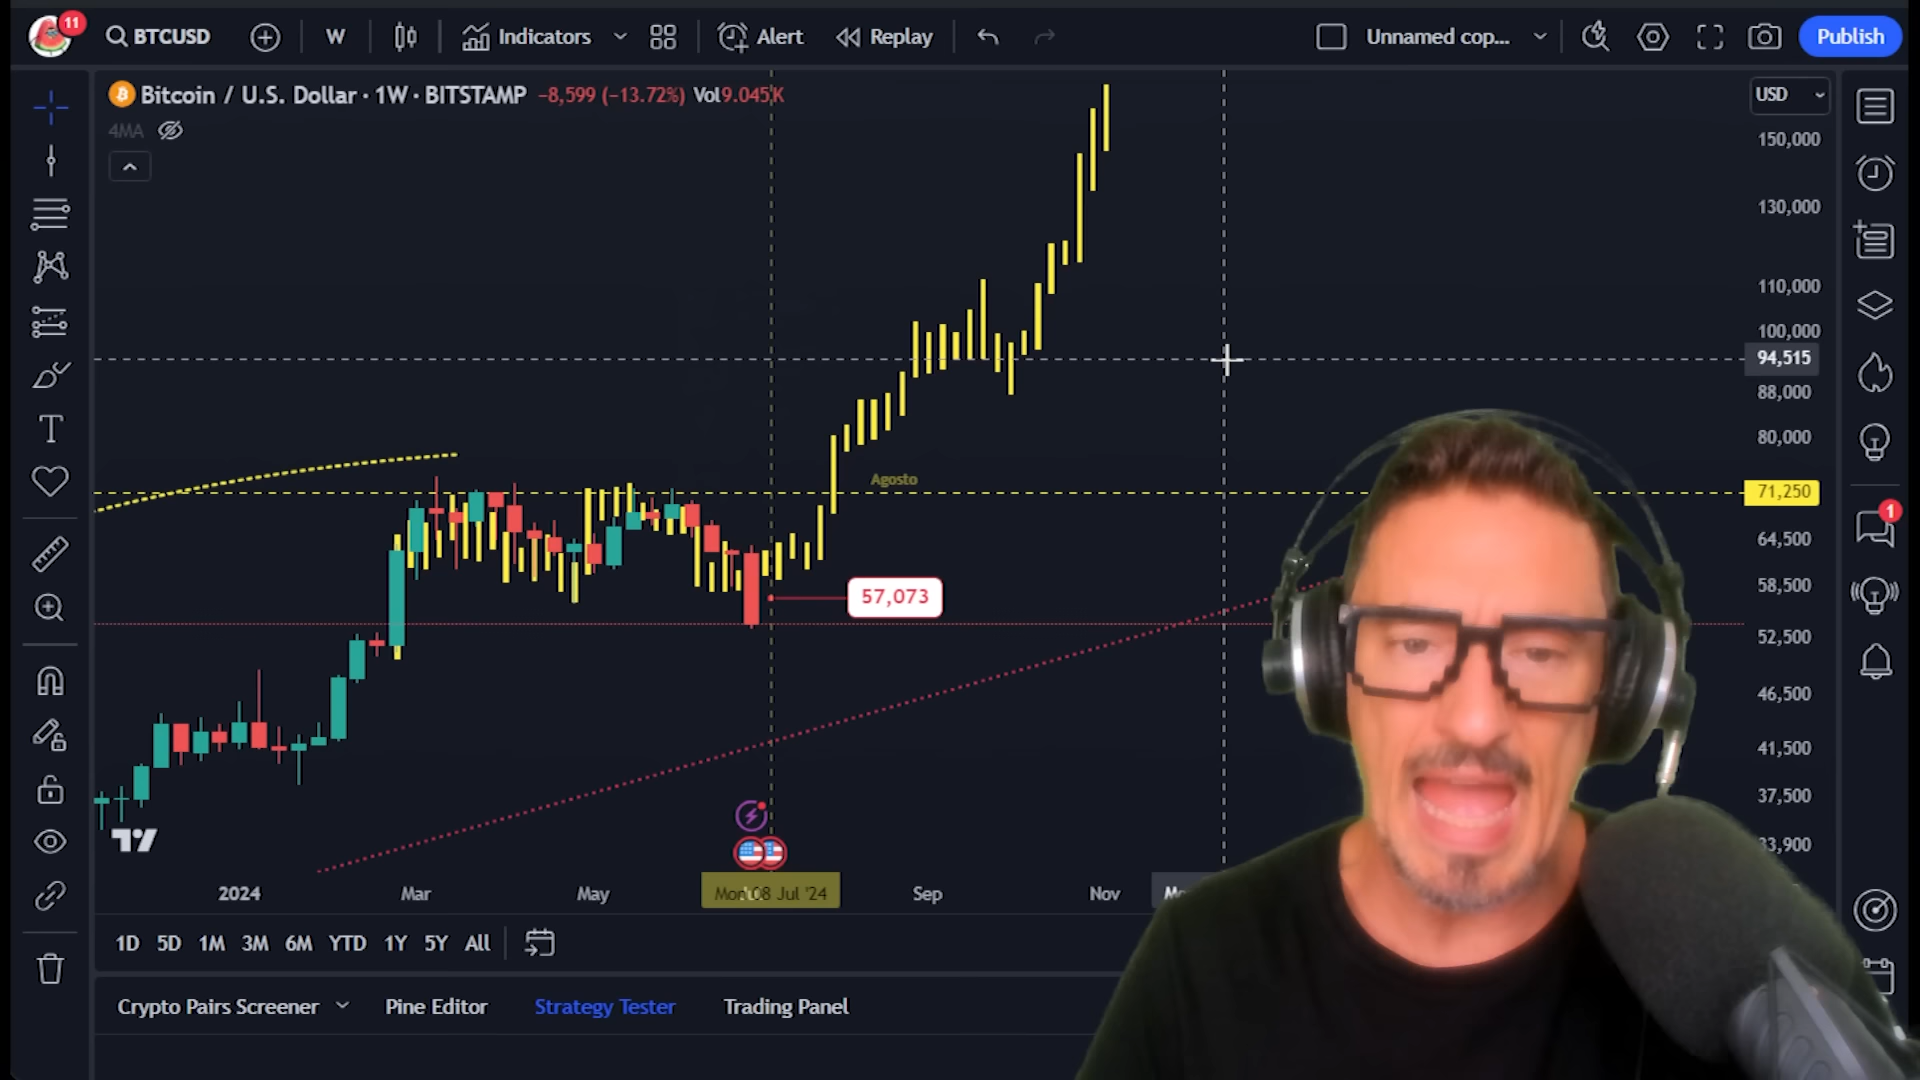 11
BTCUSD
W
Indicators
Alert
Replay
Unnamed cop...
Publish
Bitcoin / U.S. Dollar · 1W · BITSTAMP −8,599 (−13.72%) Vol9.045K
USD
4MA
150,000
130,000
110,000
100,000
94,515
88,000
80,000
Agosto
71,250
1
64,500
58,500
57,073
52,500
46,500
41,500
37,500
33,900
2024
Mar
May
Mon 08 Jul '24
Sep
Nov
1D 5D 1M 3M 6M YTD 1Y 5Y All
Crypto Pairs Screener
Pine Editor
Strategy Tester
Trading Panel